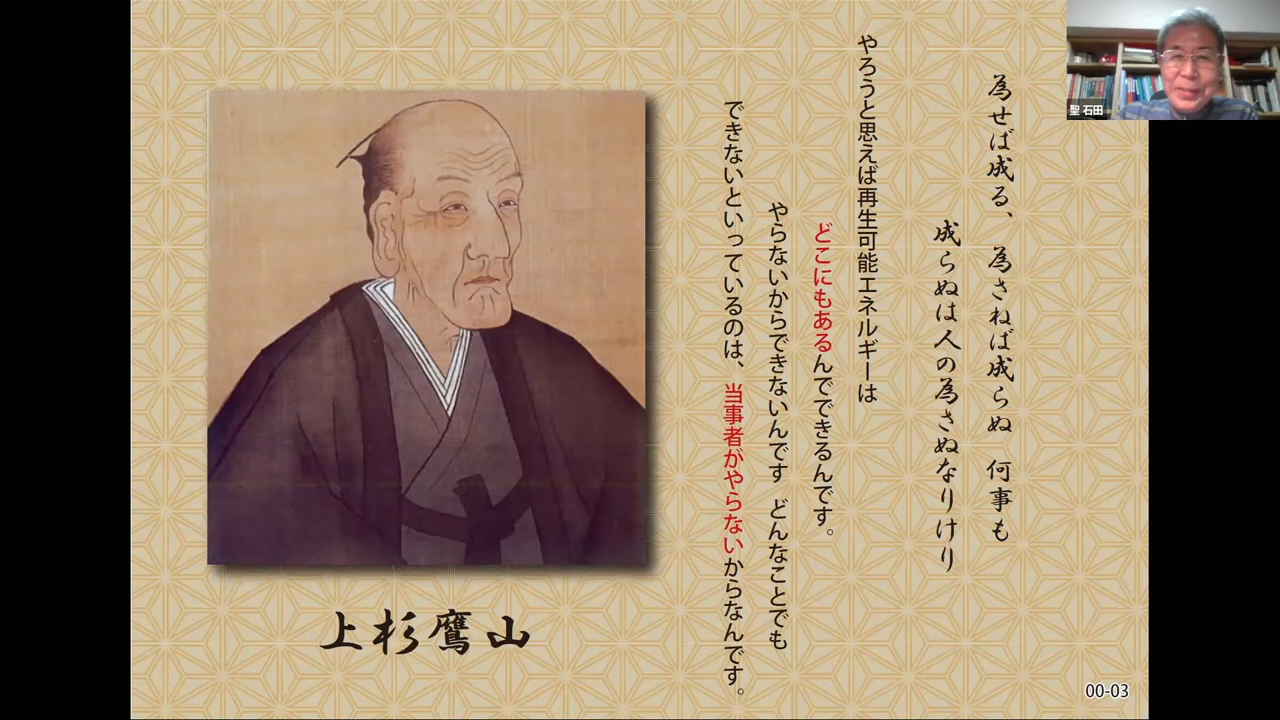 為せば成る、 為さねば成らぬ 何事も
成らぬは人の為さぬなりけり
やろうと思えば再生可能エネルギーは
どこにもあるんでできるんです。
やらないからできないんです どんなことでも
できないといっているのは、当事者がやらないからなんです。
上杉鷹山
聖 石田
00-03